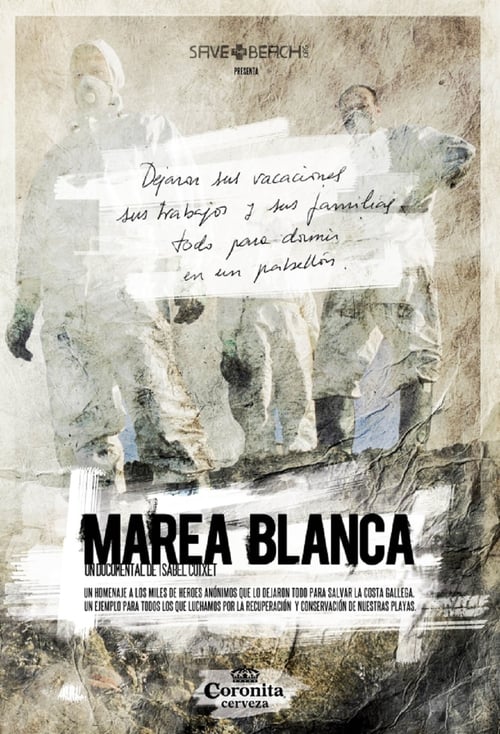 SAVE BEACH.ORG
PRESENTA
Dejaron sus vacaciones
sus trabajos y sus familias
todo para dormir
en un pabellón.
MAREA BLANCA
UN DOCUMENTAL DE ISABEL COIXET
UN HOMENAJE A LOS MILES DE HEROES ANÓNIMOS QUE LO DEJARON TODO PARA SALVAR LA COSTA GALLEGA.
UN EJEMPLO PARA TODOS LOS QUE LUCHAMOS POR LA RECUPERACIÓN Y CONSERVACIÓN DE NUESTRAS PLAYAS.
Coronita
cerveza